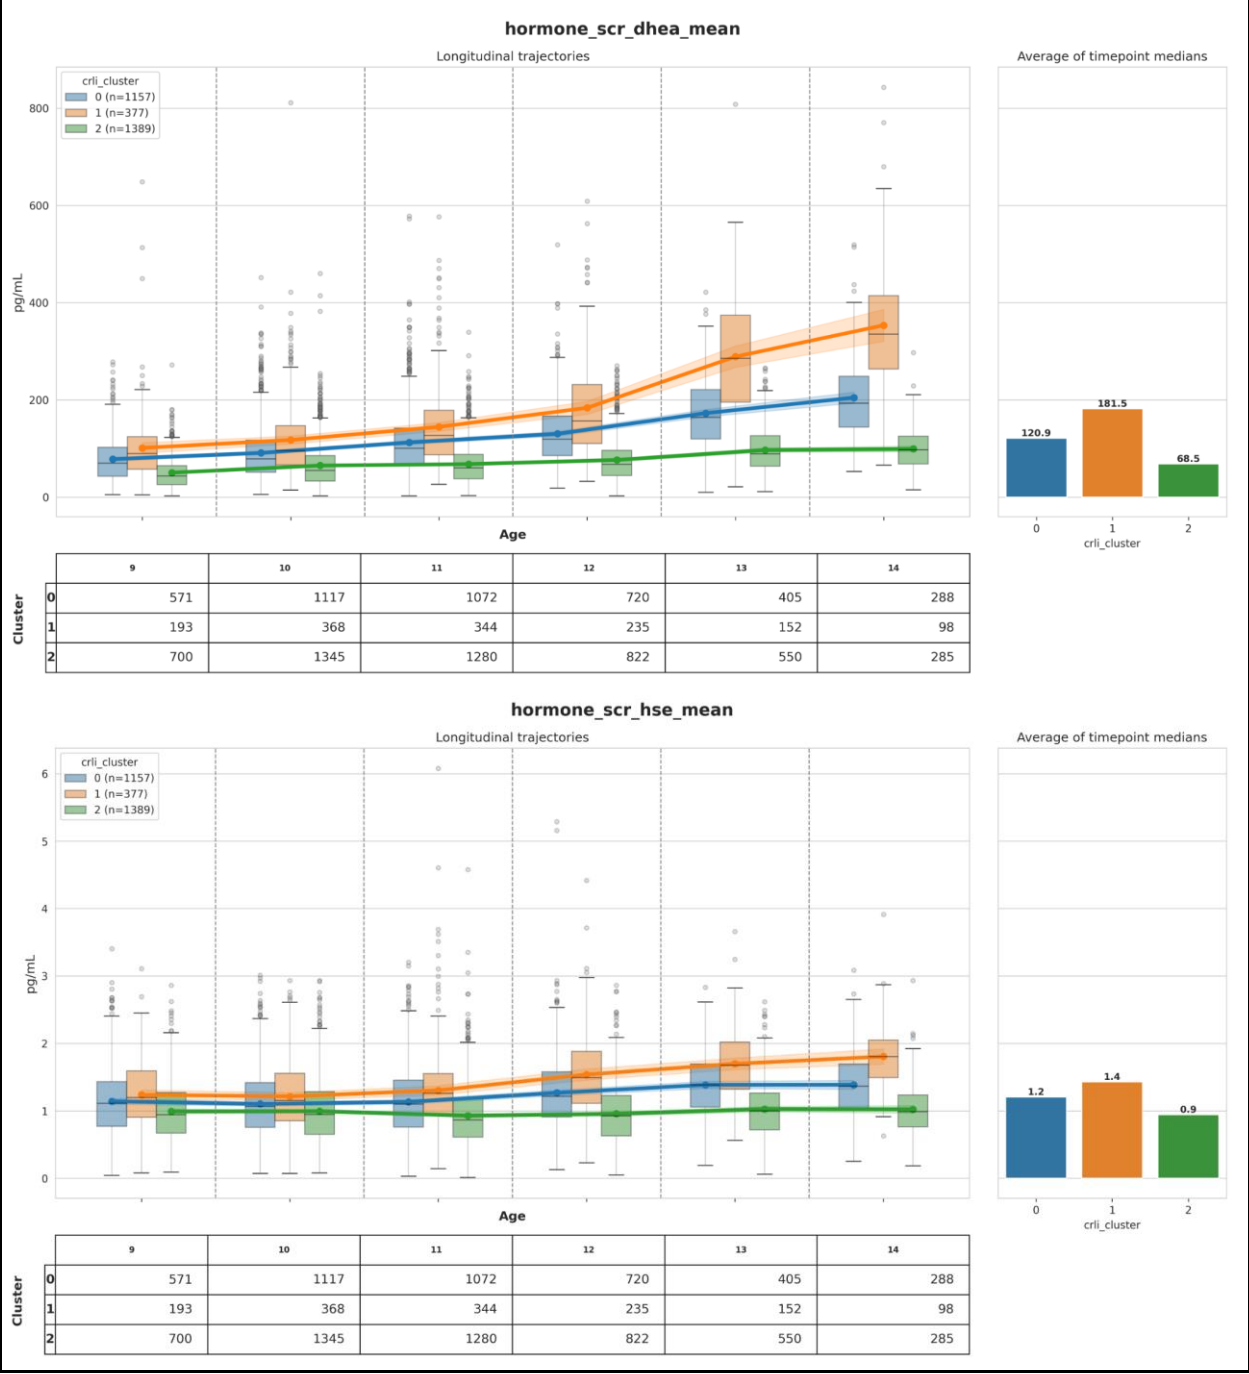 hormone_scr_dhea_mean
Longitudinal trajectories
Average of timepoint medians
crli_cluster
0 (n=1157)
1 (n=377)
2 (n=1389)
pg/mL
800
600
400
200
0
120.9
181.5
68.5
0 1 2
crli_cluster
Age
9 10 11 12 13 14
Cluster
0 571 1117 1072 720 405 288
1 193 368 344 235 152 98
2 700 1345 1280 822 550 285
hormone_scr_hse_mean
Longitudinal trajectories
Average of timepoint medians
crli_cluster
0 (n=1157)
1 (n=377)
2 (n=1389)
pg/mL
6
5
4
3
2
1
0
1.2
1.4
0.9
0 1 2
crli_cluster
Age
9 10 11 12 13 14
Cluster
0 571 1117 1072 720 405 288
1 193 368 344 235 152 98
2 700 1345 1280 822 550 285